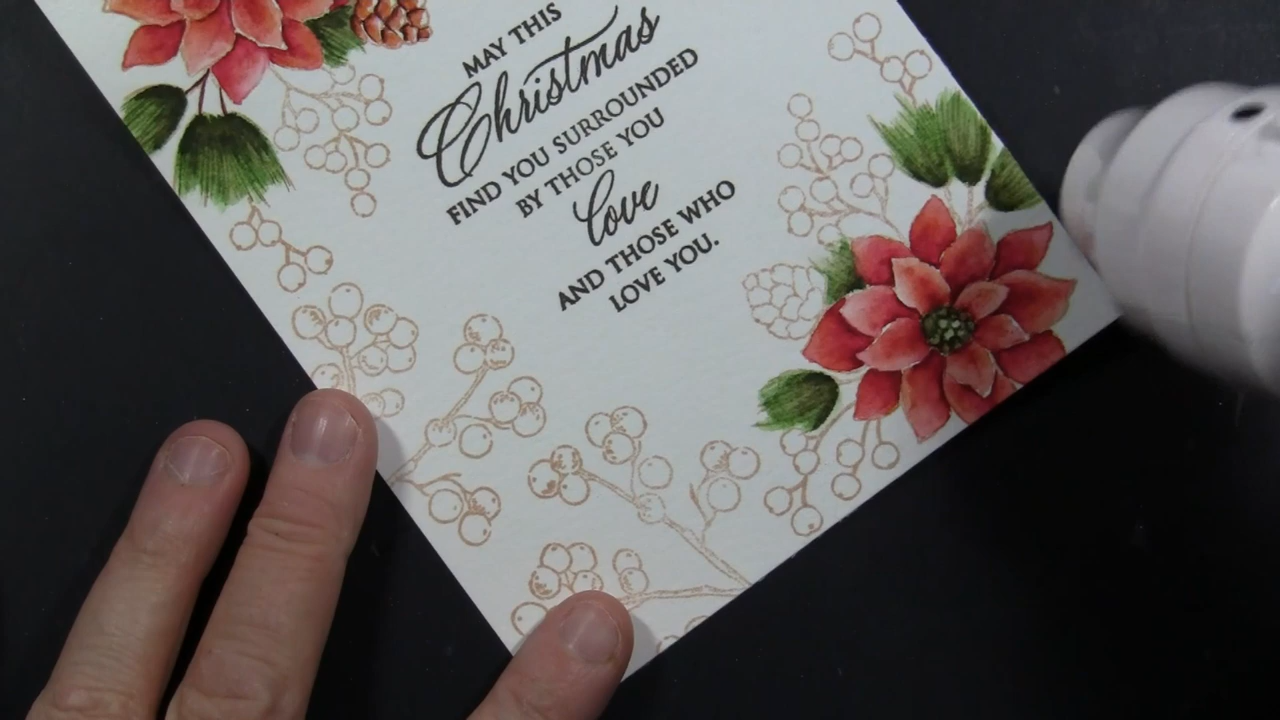 MAY THIS
Christmas
FIND YOU SURROUNDED
BY THOSE YOU
love
AND THOSE WHO
LOVE YOU.